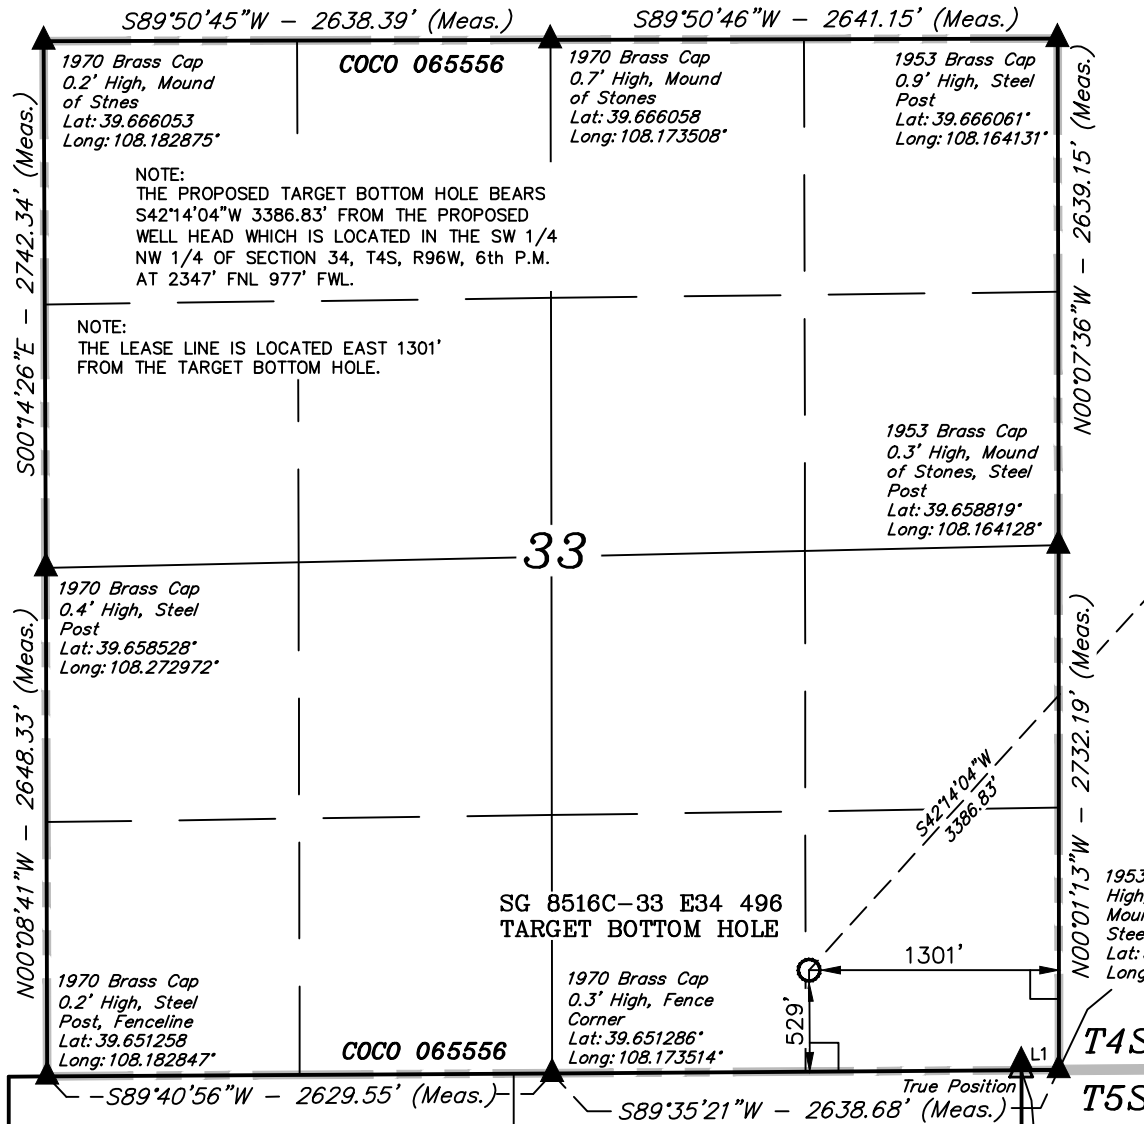 S89°50'45"W - 2638.39' (Meas.)
S89°50'46"W - 2641.15' (Meas.)
1970 Brass Cap
0.2' High, Mound
of Stnes
Lat: 39.666053
Long: 108.182875°
COCO 065556
1970 Brass Cap
0.7' High, Mound
of Stones
Lat: 39.666058
Long: 108.173508°
1953 Brass Cap
0.9' High, Steel
Post
Lat: 39.666061°
Long: 108.164131°
S00°14'26"E - 2742.34' (Meas.)
N00°07'36"W - 2639.15' (Meas.)
NOTE:
THE PROPOSED TARGET BOTTOM HOLE BEARS
S42°14'04"W 3386.83' FROM THE PROPOSED
WELL HEAD WHICH IS LOCATED IN THE SW 1/4
NW 1/4 OF SECTION 34, T4S, R96W, 6th P.M.
AT 2347' FNL 977' FWL.
NOTE:
THE LEASE LINE IS LOCATED EAST 1301'
FROM THE TARGET BOTTOM HOLE.
1953 Brass Cap
0.3' High, Mound
of Stones, Steel
Post
Lat: 39.658819°
Long: 108.164128°
33
1970 Brass Cap
0.4' High, Steel
Post
Lat: 39.658528°
Long: 108.272972°
N00°08'41"W - 2648.33' (Meas.)
N00°01'13"W - 2732.19' (Meas.)
S42°14'04"W
3386.83'
SG 8516C-33 E34 496
TARGET BOTTOM HOLE
1301'
529'
1953
High,
Mour
Stee
Lat:
Long
1970 Brass Cap
0.2' High, Steel
Post, Fenceline
Lat: 39.651258
Long: 108.182847°
COCO 065556
1970 Brass Cap
0.3' High, Fence
Corner
Lat: 39.651286°
Long: 108.173514°
L1
T4S
True Position
T5S
S89°40'56"W - 2629.55' (Meas.)
S89°35'21"W - 2638.68' (Meas.)